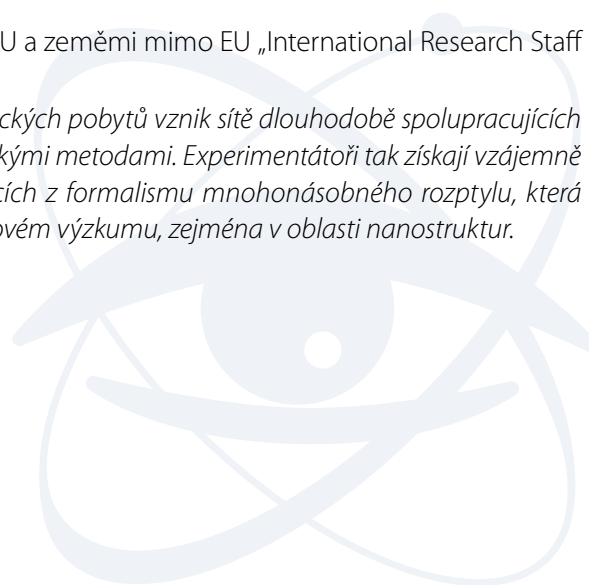 U a zeměmi mimo EU „International Research Staff
ckých pobytů vznik sítě dlouhodobě spolupracujících
kými metodami. Experimentátoři tak získají vzájemně
cích z formalismu mnohonásobného rozptylu, která
ovém výzkumu, zejména v oblasti nanostruktur.